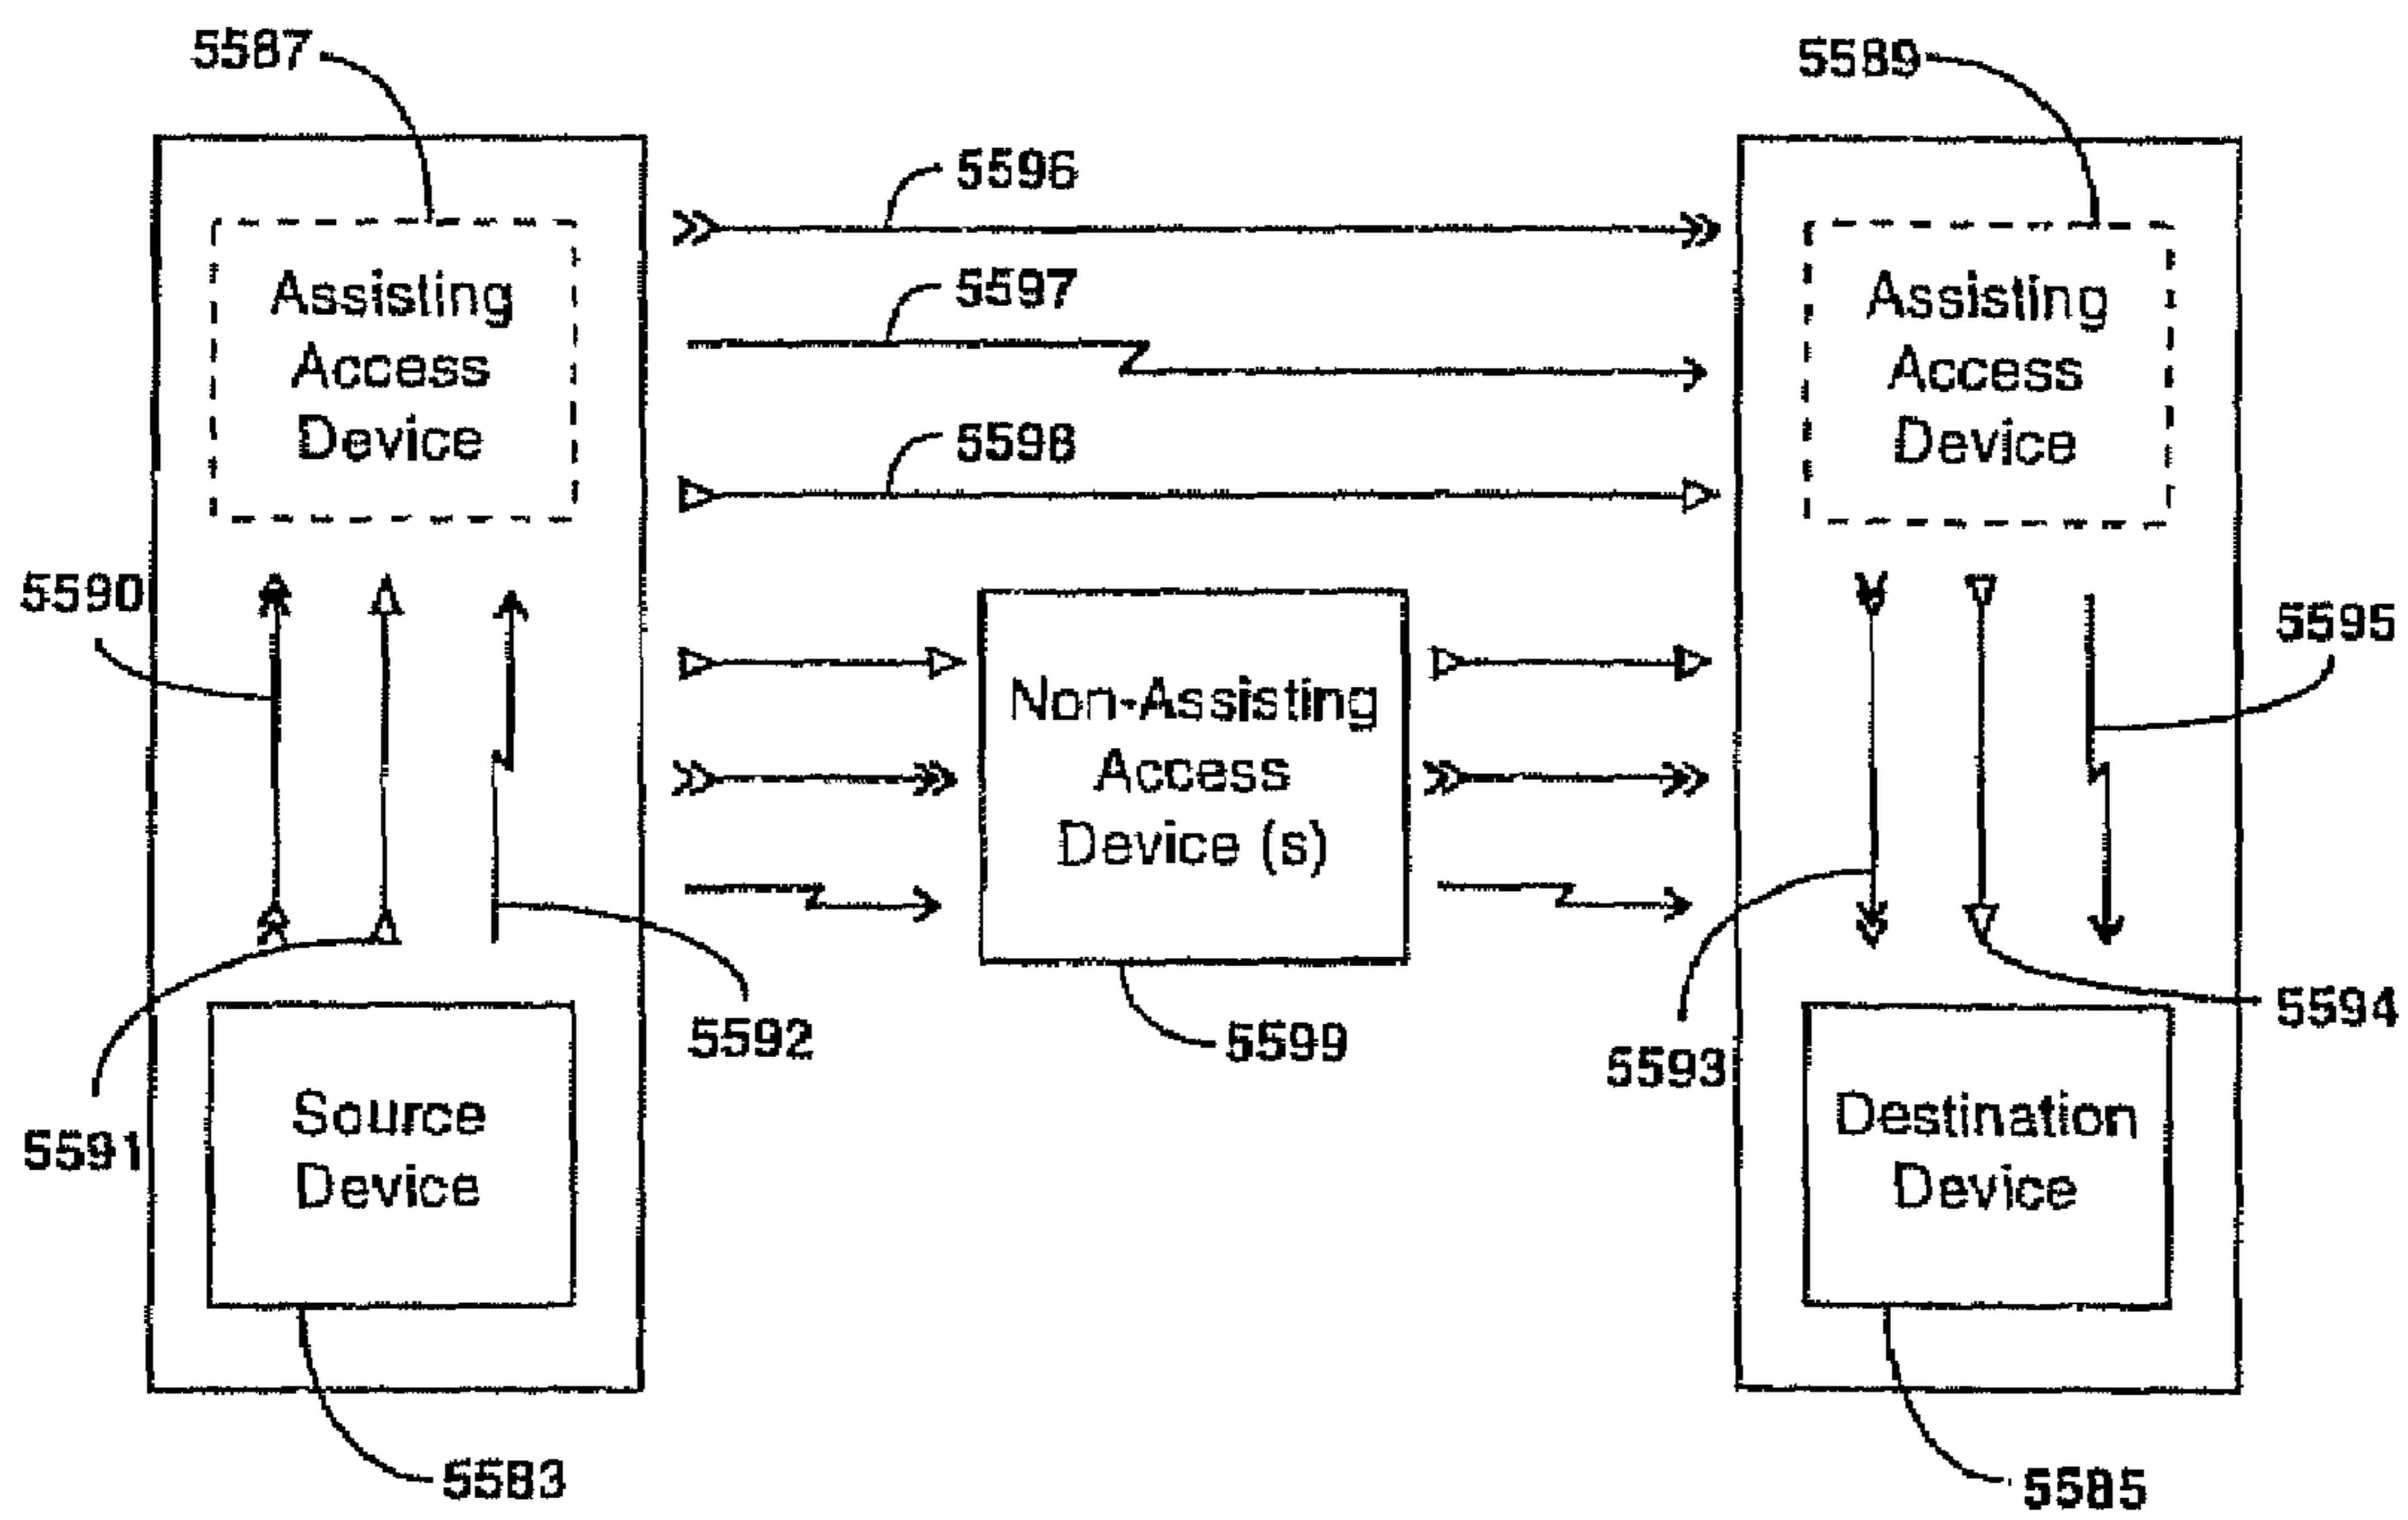 5587
5589
5596
Assisting
Access
Device
5597
Assisting
Access
Device
5598
5590
5595
Non-Assisting
Access
Device (s)
5592
5599
5593
5594
5591
Source
Device
Destination
Device
5583
5585